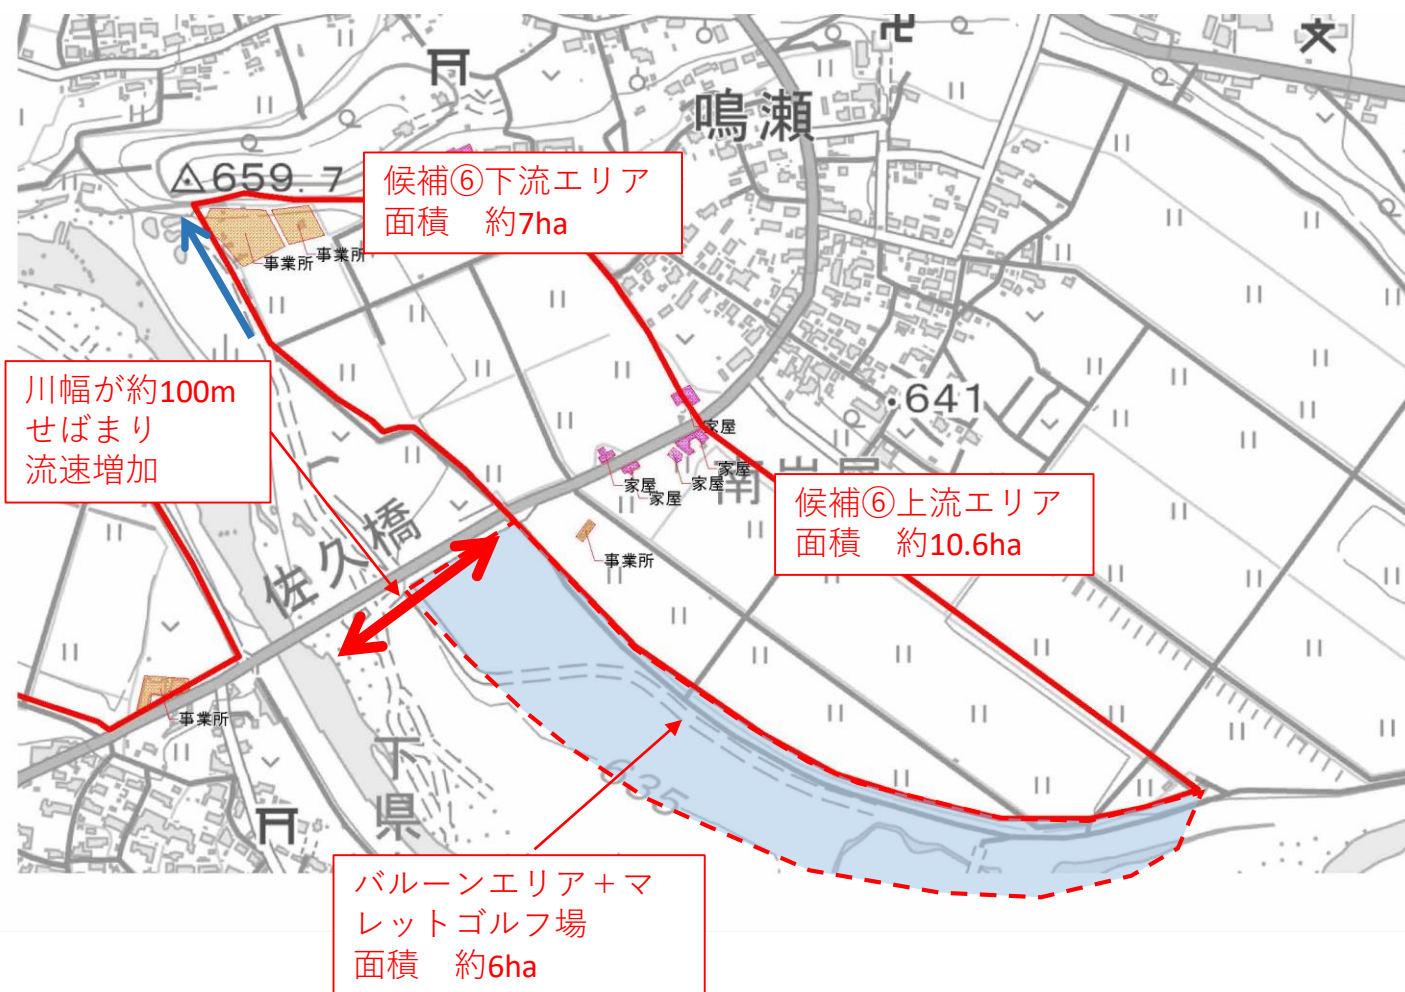 鳴瀬
659.7
候補⑥下流エリア
面積　約7ha
事業所
事業所
川幅が約100m
せばまり
流速増加
641
家屋
家屋
家屋
家屋
家屋
南岩尾
候補⑥上流エリア
面積　約10.6ha
佐久橋
事業所
事業所
下県
635
バルーンエリア＋マ
レットゴルフ場
面積　約6ha